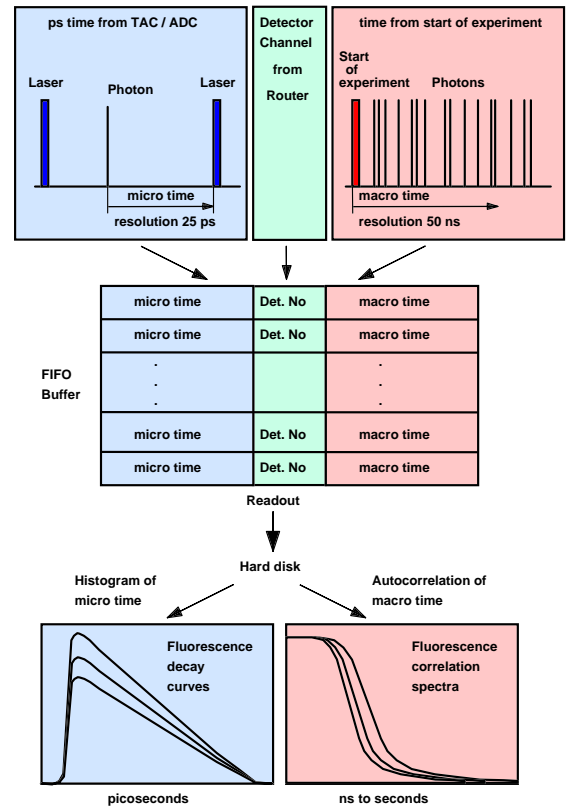 ps time from TAC / ADC
Laser
Laser
Photon
micro time
resolution 25 ps
Detector
Channel
from
Router
time from start of experiment
Start
of
experiment
Photons
macro time
resolution 50 ns
micro time
Det. No
macro time
micro time
Det. No
macro time
.
.
.
.
.
.
FIFO
Buffer
micro time
Det. No
macro time
micro time
Det. No
macro time
Readout
Hard disk
Histogram of
micro time
Autocorrelation of
macro time
Fluorescence
decay
curves
Fluorescence
correlation
spectra
picoseconds
ns to seconds